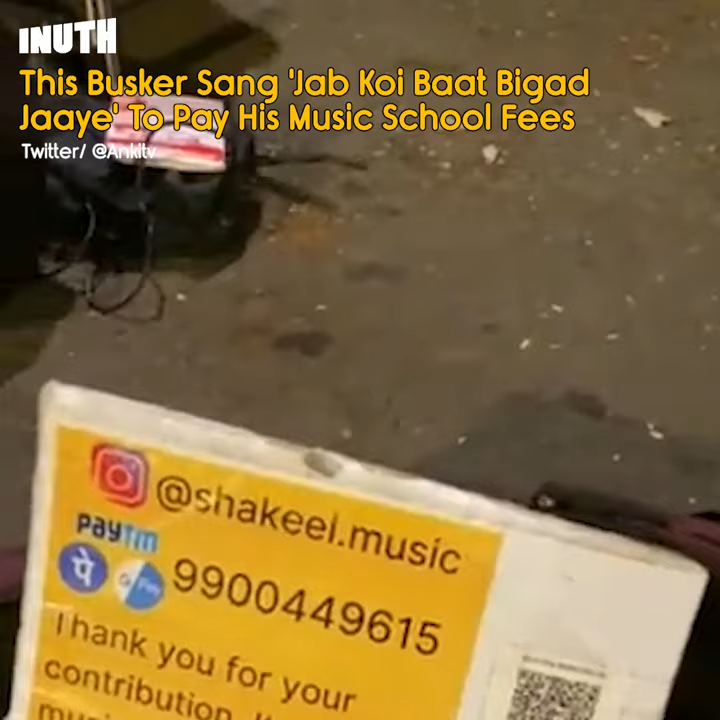 INUTH
This Busker Sang 'Jab Koi Baat Bigad
Jaaye' To Pay His Music School Fees
Twitter/ @Ankitv
@shakeel.music
paytm
पे G Pay 9900449615
Thank you for your
contribution.